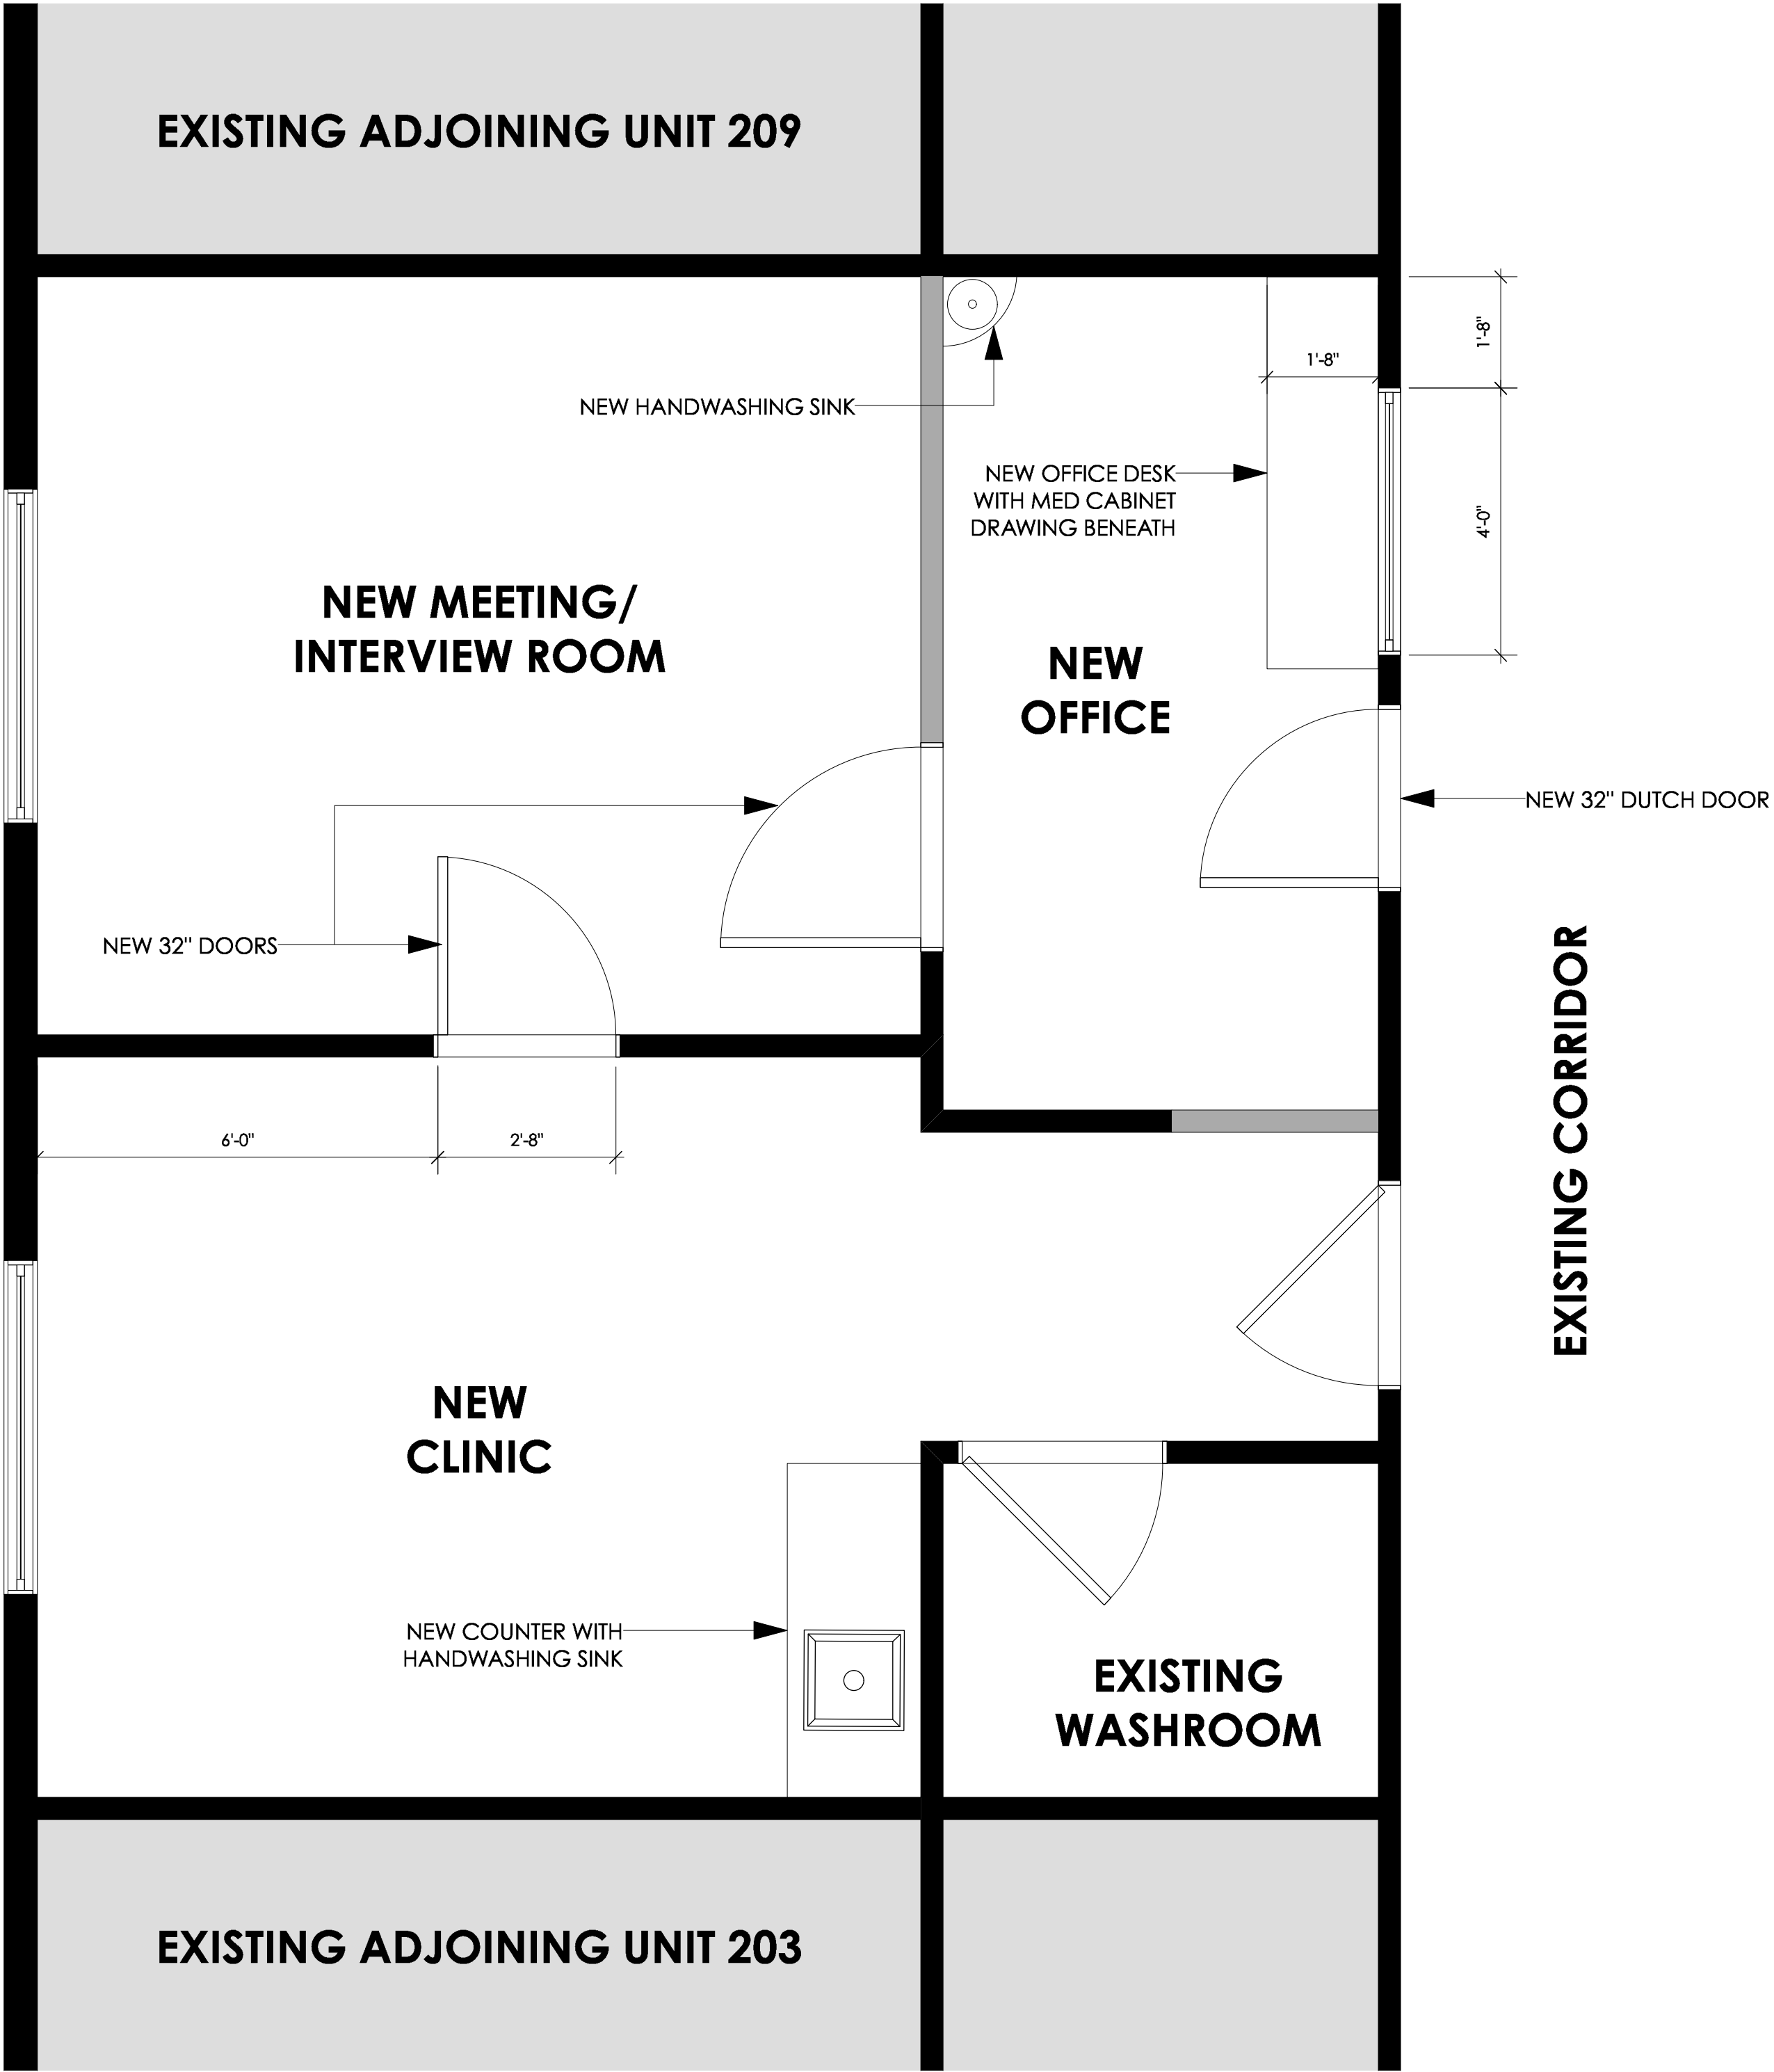 EXISTING ADJOINING UNIT 209
1'-8"
1'-8"
NEW HANDWASHING SINK
NEW OFFICE DESK
WITH MED CABINET
DRAWING BENEATH
4'-0"
NEW MEETING/
INTERVIEW ROOM
NEW
OFFICE
NEW 32" DUTCH DOOR
NEW 32" DOORS
EXISTING CORRIDOR
6'-0"
2'-8"
NEW
CLINIC
NEW COUNTER WITH
HANDWASHING SINK
EXISTING
WASHROOM
EXISTING ADJOINING UNIT 203